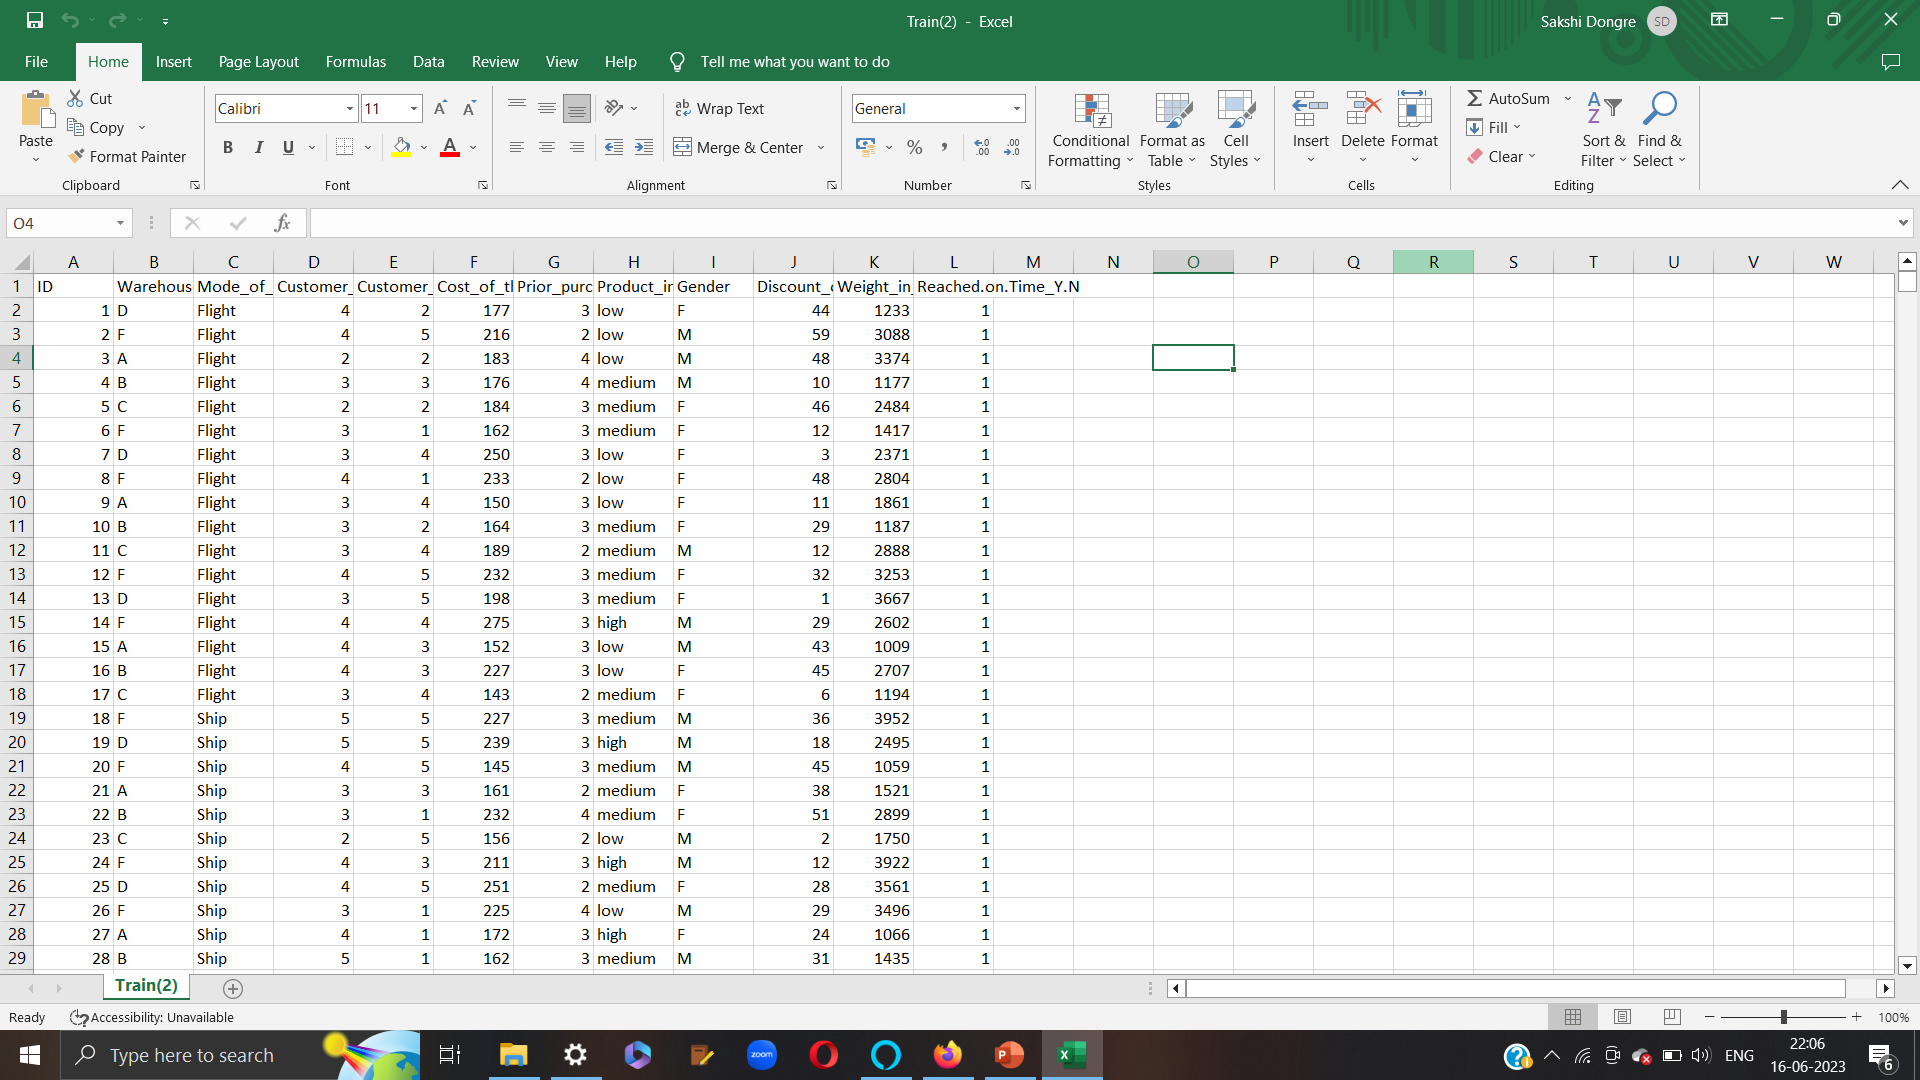 Train(2) - Excel
Sakshi Dongre SD
File Home Insert Page Layout Formulas Data Review View Help Tell me what you want to do
Paste
Cut
Copy
Format Painter
Clipboard
Calibri 11
B I U
Font
Wrap Text
Merge & Center
Alignment
General
Number
Conditional Formatting
Format as Table
Cell Styles
Styles
Insert Delete Format
Cells
AutoSum
Fill
Clear
Sort & Filter
Find & Select
Editing
O4 fx
A B C D E F G H I J K L M N O P Q R S T U V W
1 ID Warehous Mode_of_ Customer_ Customer_ Cost_of_tl Prior_purc Product_ir Gender Discount_ Weight_in_ Reached.on.Time_Y.N
2 1 D Flight 4 2 177 3 low F 44 1233 1
3 2 F Flight 4 5 216 2 low M 59 3088 1
4 3 A Flight 2 2 183 4 low M 48 3374 1
5 4 B Flight 3 3 176 4 medium M 10 1177 1
6 5 C Flight 2 2 184 3 medium F 46 2484 1
7 6 F Flight 3 1 162 3 medium F 12 1417 1
8 7 D Flight 3 4 250 3 low F 3 2371 1
9 8 F Flight 4 1 233 2 low F 48 2804 1
10 9 A Flight 3 4 150 3 low F 11 1861 1
11 10 B Flight 3 2 164 3 medium F 29 1187 1
12 11 C Flight 3 4 189 2 medium M 12 2888 1
13 12 F Flight 4 5 232 3 medium F 32 3253 1
14 13 D Flight 3 5 198 3 medium F 1 3667 1
15 14 F Flight 4 4 275 3 high M 29 2602 1
16 15 A Flight 4 3 152 3 low M 43 1009 1
17 16 B Flight 4 3 227 3 low F 45 2707 1
18 17 C Flight 3 4 143 2 medium F 6 1194 1
19 18 F Ship 5 5 227 3 medium M 36 3952 1
20 19 D Ship 5 5 239 3 high M 18 2495 1
21 20 F Ship 4 5 145 3 medium M 45 1059 1
22 21 A Ship 3 3 161 2 medium F 38 1521 1
23 22 B Ship 3 1 232 4 medium F 51 2899 1
24 23 C Ship 2 5 156 2 low M 2 1750 1
25 24 F Ship 4 3 211 3 high M 12 3922 1
26 25 D Ship 4 5 251 2 medium F 28 3561 1
27 26 F Ship 3 1 225 4 low M 29 3496 1
28 27 A Ship 4 1 172 3 high F 24 1066 1
29 28 B Ship 5 1 162 3 medium M 31 1435 1
Train(2)
Ready Accessibility: Unavailable 100%
Type here to search
zoom
ENG
22:06
16-06-2023
6